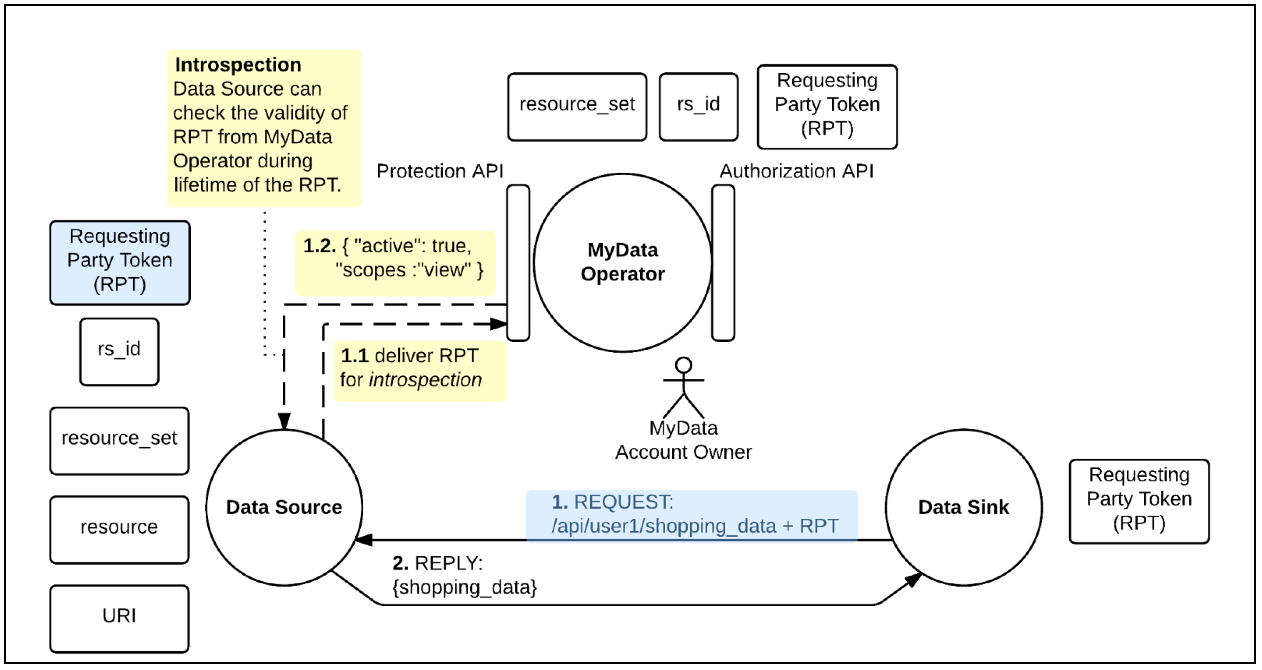 Introspection
Data Source can
check the validity of
RPT from MyData
Operator during
lifetime of the RPT.
resource_set
rs_id
Requesting
Party Token
(RPT)
Protection API
Authorization API
MyData
Operator
1.2. { "active": true,
"scopes :"view" }
1.1 deliver RPT
for introspection
Requesting
Party Token
(RPT)
rs_id
resource_set
resource
URI
MyData
Account Owner
Data Source
1. REQUEST:
/api/user1/shopping_data + RPT
2. REPLY:
{shopping_data}
Data Sink
Requesting
Party Token
(RPT)